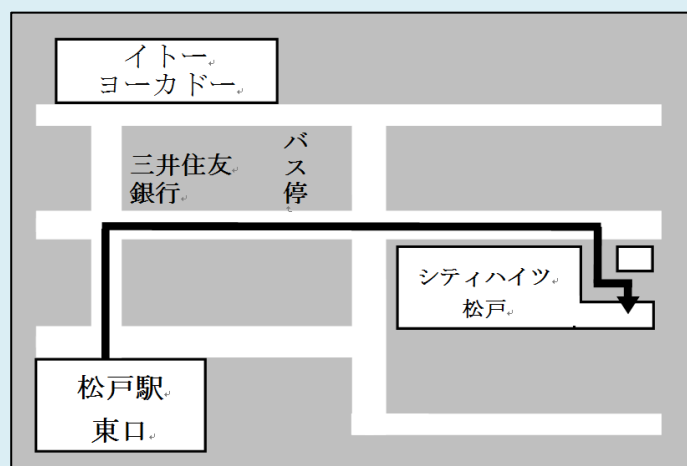 イトー
ヨーカドー
三井住友
銀行
バス停
シティハイツ
松戸
松戸駅
東口